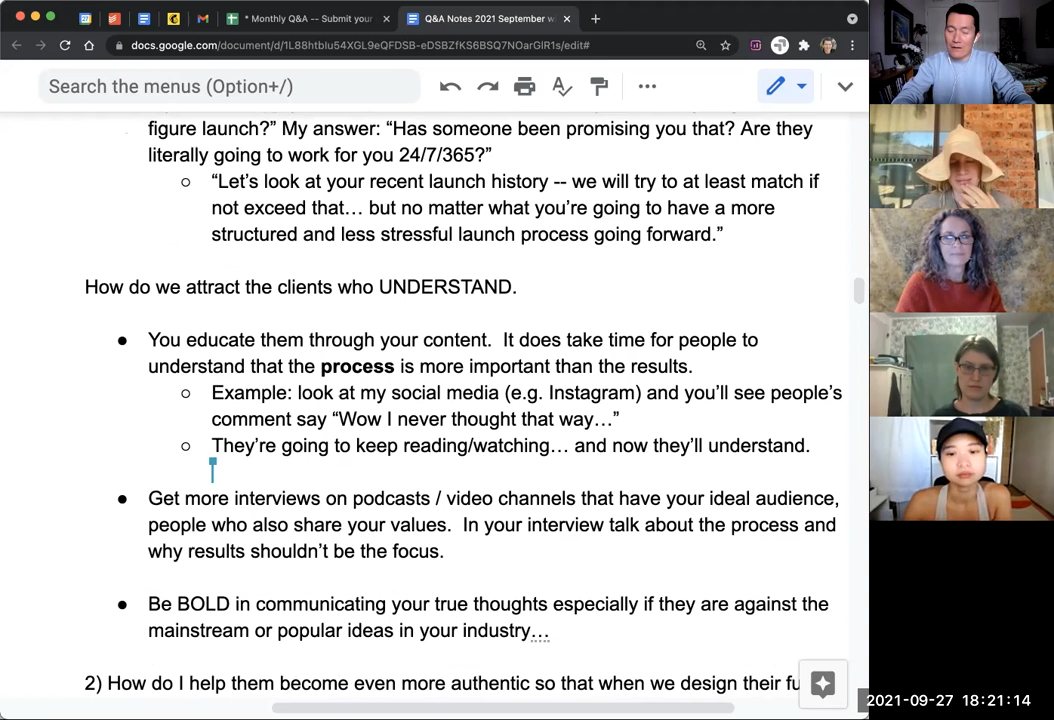 * Monthly Q&A -- Submit your
Q&A Notes 2021 September w
docs.google.com/document/d/1L88htblu54XGL9eQFDSB-eDSBZfKS6BSQ7NOarGlR1s/edit#
Search the menus (Option+/)
figure launch?” My answer: “Has someone been promising you that? Are they
literally going to work for you 24/7/365?”
“Let’s look at your recent launch history -- we will try to at least match if
not exceed that… but no matter what you’re going to have a more
structured and less stressful launch process going forward.”
How do we attract the clients who UNDERSTAND.
You educate them through your content. It does take time for people to
understand that the process is more important than the results.
Example: look at my social media (e.g. Instagram) and you’ll see people’s
comment say “Wow I never thought that way…”
They’re going to keep reading/watching… and now they’ll understand.
Get more interviews on podcasts / video channels that have your ideal audience,
people who also share your values. In your interview talk about the process and
why results shouldn’t be the focus.
Be BOLD in communicating your true thoughts especially if they are against the
mainstream or popular ideas in your industry…
2) How do I help them become even more authentic so that when we design their fu
2021-09-27 18:21:14